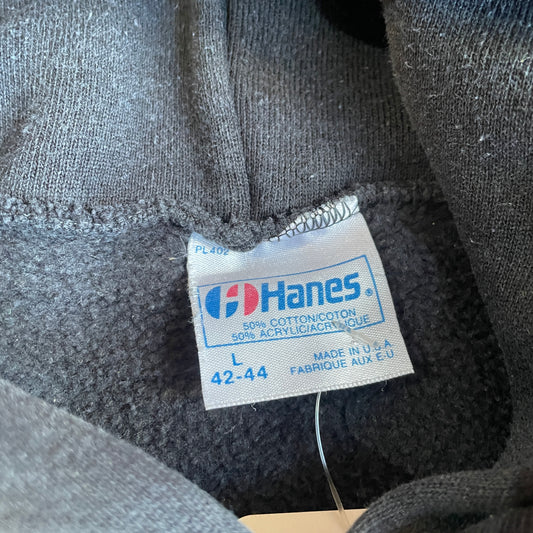 PL402
Hanes®
50% COTTON/COTON
50% ACRYLIC/ACRYLIQUE
L
42-44
MADE IN U S A
FABRIQUE AUX E.-U.